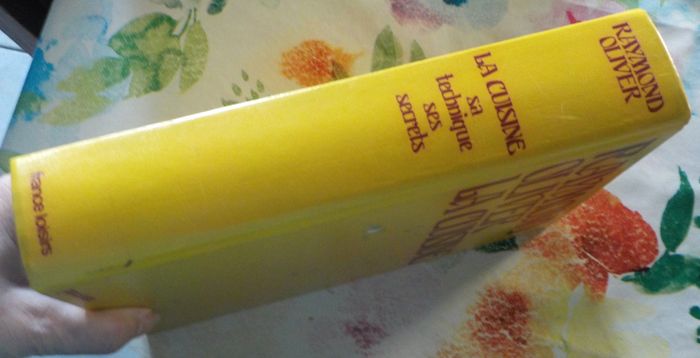 RAYMOND
OLIVER
LA CUISINE
sa
technique
ses
secrets
france loisirs